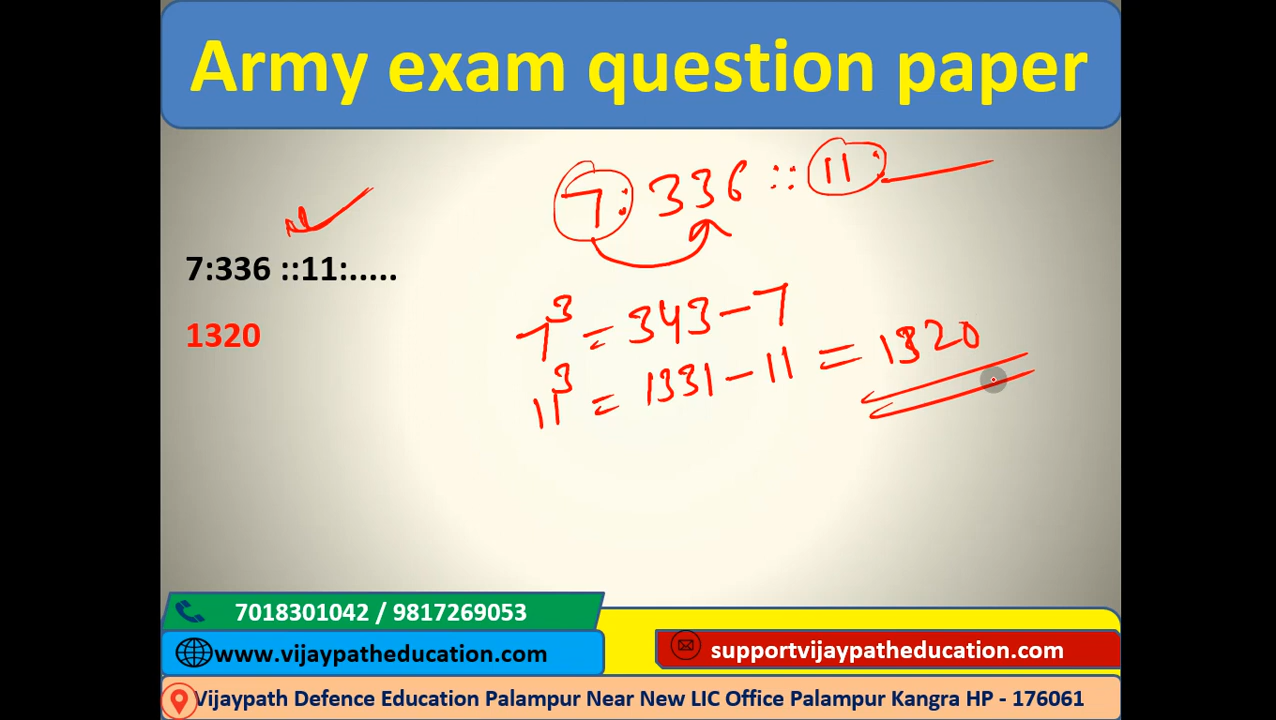 Army exam question paper
7: 336 :: 11:
7:336 ::11:.....
1320
7³ = 343 - 7
11³ = 1331 - 11 = 1320
7018301042 / 9817269053
www.vijaypatheducation.com
supportvijaypatheducation.com
Vijaypath Defence Education Palampur Near New LIC Office Palampur Kangra HP - 176061